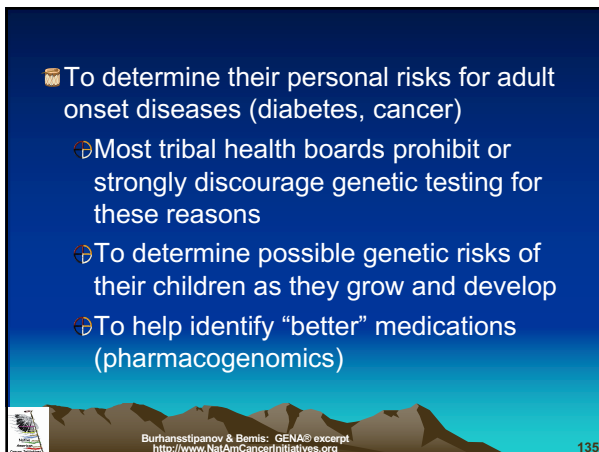 To determine their personal risks for adult
onset diseases (diabetes, cancer)
Most tribal health boards prohibit or
strongly discourage genetic testing for
these reasons
To determine possible genetic risks of
their children as they grow and develop
To help identify “better” medications
(pharmacogenomics)
Burhansstipanov & Bemis: GENA® excerpt
http://www.NatAmCancerInitiatives.org
135